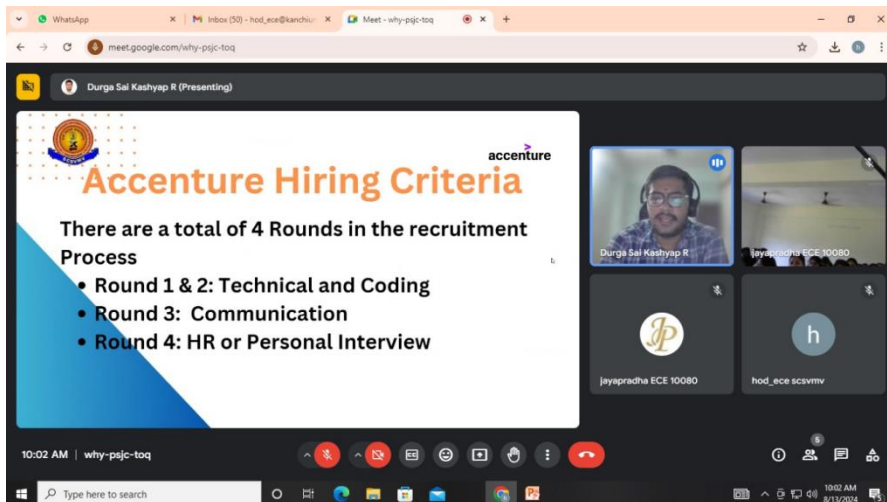 WhatsApp
Inbox (50) - hod_ece@kanchiu
Meet - why-psjc-toq
meet.google.com/why-psjc-toq
h
Durga Sai Kashyap R (Presenting)
accenture
Accenture Hiring Criteria
There are a total of 4 Rounds in the recruitment
Process
Round 1 & 2: Technical and Coding
Round 3: Communication
Round 4: HR or Personal Interview
Durga Sai Kashyap R
jayapradha ECE 10080
JP
h
jayapradha ECE 10080
hod_ece scsvmv
10:02 AM | why-psjc-toq
5
Type here to search
10:02 AM
8/13/2024